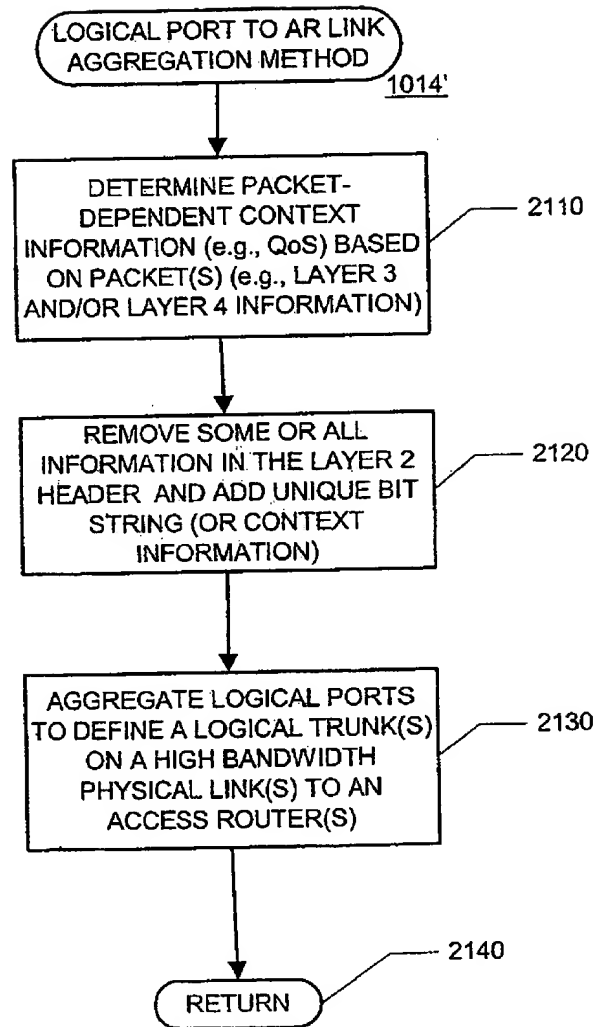 LOGICAL PORT TO AR LINK
AGGREGATION METHOD
1014'
DETERMINE PACKET-
DEPENDENT CONTEXT
INFORMATION (e.g., QoS) BASED
ON PACKET(S) (e.g., LAYER 3
AND/OR LAYER 4 INFORMATION)
2110
REMOVE SOME OR ALL
INFORMATION IN THE LAYER 2
HEADER AND ADD UNIQUE BIT
STRING (OR CONTEXT
INFORMATION)
2120
AGGREGATE LOGICAL PORTS
TO DEFINE A LOGICAL TRUNK(S)
ON A HIGH BANDWIDTH
PHYSICAL LINK(S) TO AN
ACCESS ROUTER(S)
2130
RETURN
2140